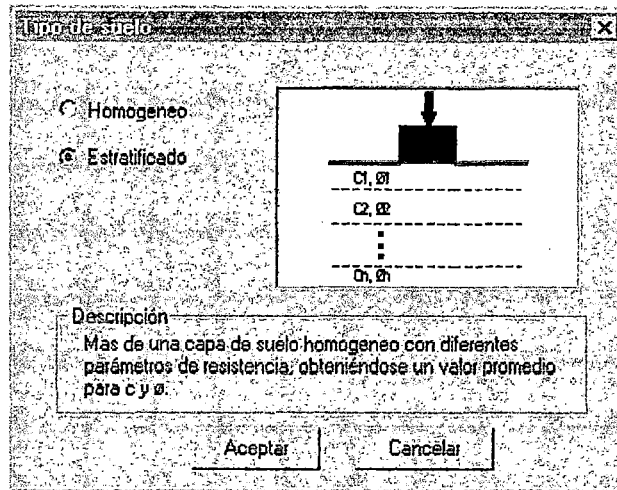 Tipo de suelo
Homogeneo
Estratificado
C1, Ø1
C2, Ø2
Cn, Øn
Descripción
Mas de una capa de suelo homogeneo con diferentes
parámetros de resistencia, obteniéndose un valor promedio
para c y ø.
Aceptar
Cancelar